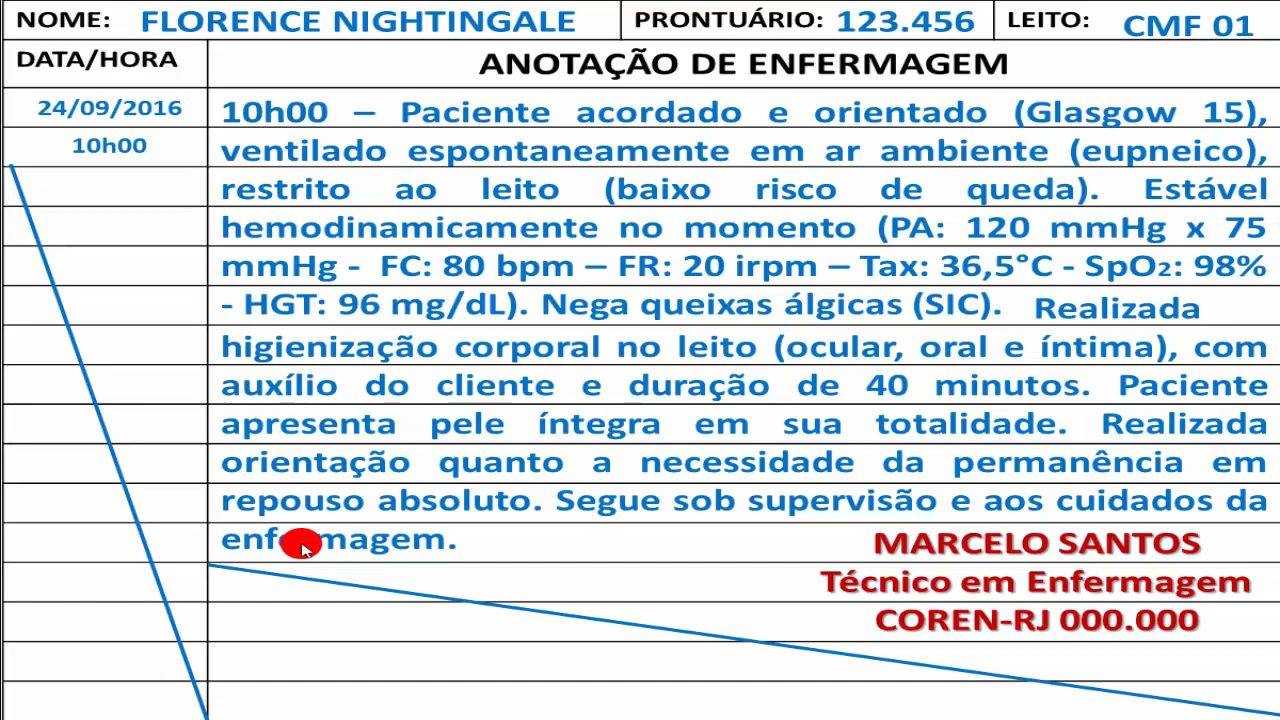 NOME: FLORENCE NIGHTINGALE PRONTUÁRIO: 123.456 LEITO: CMF 01
DATA/HORA ANOTAÇÃO DE ENFERMAGEM
24/09/2016
10h00
10h00 – Paciente acordado e orientado (Glasgow 15),
ventilado espontaneamente em ar ambiente (eupneico),
restrito ao leito (baixo risco de queda). Estável
hemodinamicamente no momento (PA: 120 mmHg x 75
mmHg - FC: 80 bpm – FR: 20 irpm – Tax: 36,5°C - SpO₂: 98%
- HGT: 96 mg/dL). Nega queixas álgicas (SIC). Realizada
higienização corporal no leito (ocular, oral e íntima), com
auxílio do cliente e duração de 40 minutos. Paciente
apresenta pele íntegra em sua totalidade. Realizada
orientação quanto a necessidade da permanência em
repouso absoluto. Segue sob supervisão e aos cuidados da
enfermagem.
MARCELO SANTOS
Técnico em Enfermagem
COREN-RJ 000.000